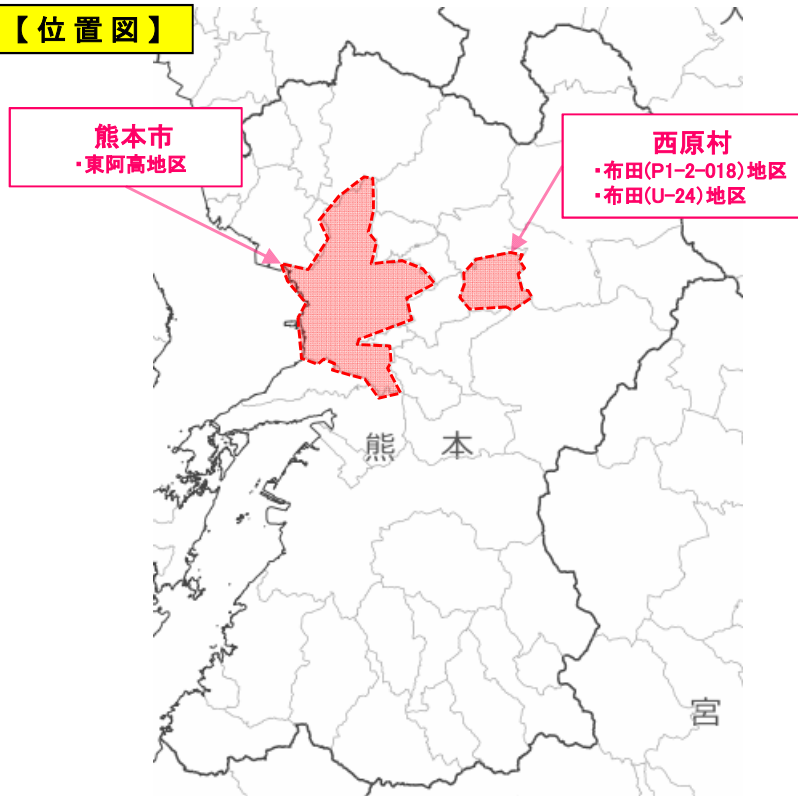 【位置図】
熊本市
・東阿高地区
西原村
・布田(P1-2-018)地区
・布田(U-24)地区
熊本
宮